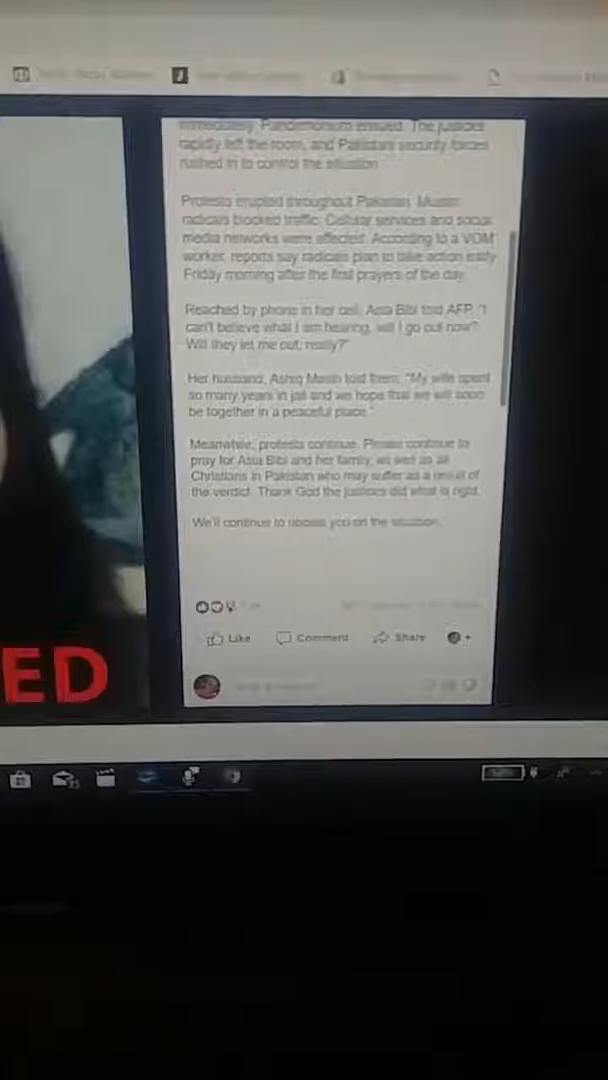 immediately. Pandemonium ensued. The justices
rapidly left the room, and Pakistani security forces
rushed in to control the situation.
Protests erupted throughout Pakistan. Muslim
radicals blocked traffic. Cellular services and social
media networks were affected. According to a VOM
worker, reports say radicals plan to take action early
Friday morning after the first prayers of the day.
Reached by phone in her cell, Asia Bibi told AFP, "I
can't believe what I am hearing, will I go out now?
Will they let me out, really?"
Her husband, Ashiq Masih told them, "My wife spent
so many years in jail and we hope that we will soon
be together in a peaceful place."
Meanwhile, protests continue. Please continue to
pray for Asia Bibi and her family, as well as all
Christians in Pakistan who may suffer as a result of
the verdict. Thank God the justices did what is right.
We'll continue to update you on the situation.
Like Comment Share
ED